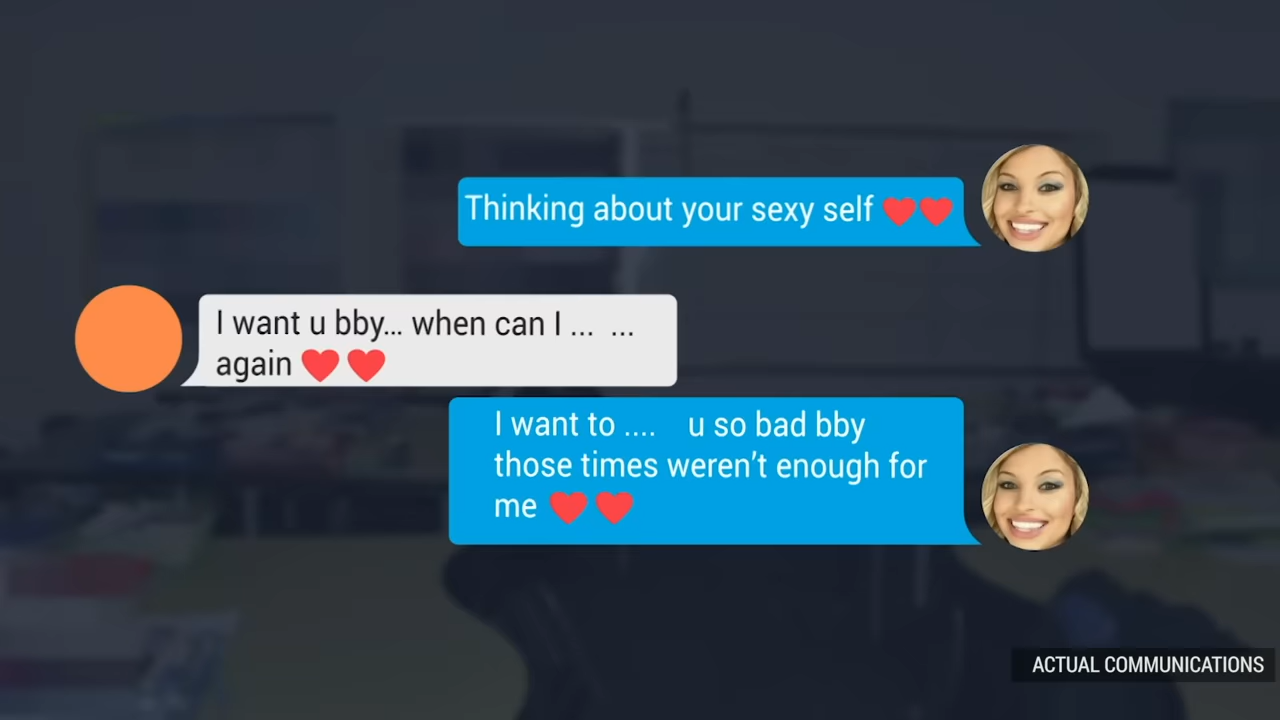 Thinking about your sexy self ❤❤
I want u bby... when can I ... ...
again ❤❤
I want to .... u so bad bby
those times weren't enough for
me ❤❤
ACTUAL COMMUNICATIONS